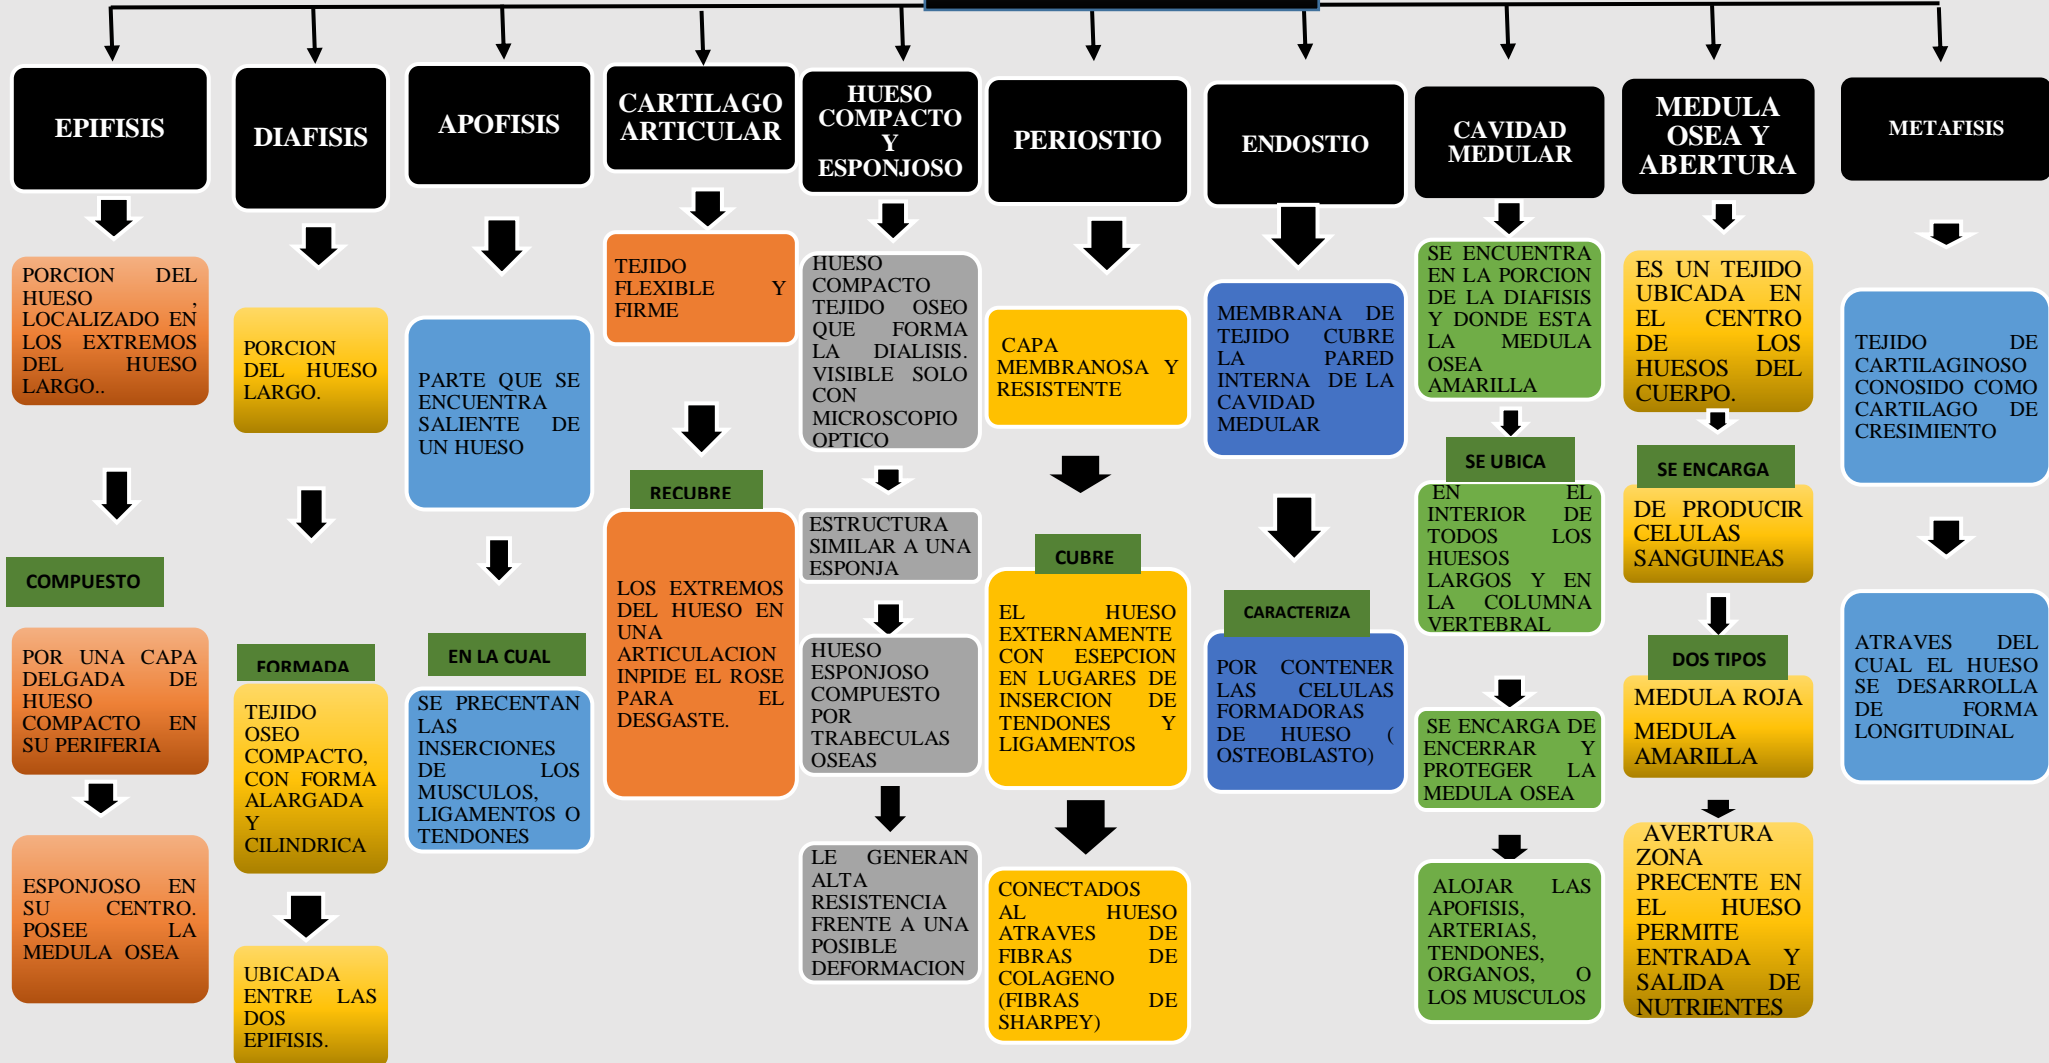 EPIFISIS
PORCION DEL
HUESO ,
LOCALIZADO EN
LOS EXTREMOS
DEL HUESO
LARGO..
COMPUESTO
POR UNA CAPA
DELGADA DE
HUESO
COMPACTO EN
SU PERIFERIA
ESPONJOSO EN
SU CENTRO.
POSEE LA
MEDULA OSEA
DIAFISIS
PORCION
DEL HUESO
LARGO.
FORMADA
TEJIDO
OSEO
COMPACTO,
CON FORMA
ALARGADA
Y
CILINDRICA
UBICADA
ENTRE LAS
DOS
EPIFISIS.
APOFISIS
PARTE QUE SE
ENCUENTRA
SALIENTE DE
UN HUESO
EN LA CUAL
SE PRECENTAN
LAS
INSERCIONES
DE LOS
MUSCULOS,
LIGAMENTOS O
TENDONES
CARTILAGO
ARTICULAR
TEJIDO
FLEXIBLE Y
FIRME
RECUBRE
LOS EXTREMOS
DEL HUESO EN
UNA
ARTICULACION
INPIDE EL ROSE
PARA EL
DESGASTE.
HUESO
COMPACTO
Y
ESPONJOSO
HUESO
COMPACTO
TEJIDO OSEO
QUE FORMA
LA DIALISIS.
VISIBLE SOLO
CON
MICROSCOPIO
OPTICO
ESTRUCTURA
SIMILAR A UNA
ESPONJA
HUESO
ESPONJOSO
COMPUESTO
POR
TRABECULAS
OSEAS
LE GENERAN
ALTA
RESISTENCIA
FRENTE A UNA
POSIBLE
DEFORMACION
PERIOSTIO
CAPA
MEMBRANOSA Y
RESISTENTE
CUBRE
EL HUESO
EXTERNAMENTE
CON ESEPCION
EN LUGARES DE
INSERCION DE
TENDONES Y
LIGAMENTOS
CONECTADOS
AL HUESO
ATRAVES DE
FIBRAS DE
COLAGENO
(FIBRAS DE
SHARPEY)
ENDOSTIO
MEMBRANA DE
TEJIDO CUBRE
LA PARED
INTERNA DE LA
CAVIDAD
MEDULAR
CARACTERIZA
POR CONTENER
LAS CELULAS
FORMADORAS
DE HUESO (
OSTEOBLASTO)
CAVIDAD
MEDULAR
SE ENCUENTRA
EN LA PORCION
DE LA DIAFISIS
Y DONDE ESTA
LA MEDULA
OSEA
AMARILLA
SE UBICA
EN EL
INTERIOR DE
TODOS LOS
HUESOS
LARGOS Y EN
LA COLUMNA
VERTEBRAL
SE ENCARGA DE
ENCERRAR Y
PROTEGER LA
MEDULA OSEA
ALOJAR LAS
APOFISIS,
ARTERIAS,
TENDONES,
ORGANOS, O
LOS MUSCULOS
MEDULA
OSEA Y
ABERTURA
ES UN TEJIDO
UBICADA EN
EL CENTRO
DE LOS
HUESOS DEL
CUERPO.
SE ENCARGA
DE PRODUCIR
CELULAS
SANGUINEAS
DOS TIPOS
MEDULA ROJA
MEDULA
AMARILLA
AVERTURA
ZONA
PRECENTE EN
EL HUESO
PERMITE
ENTRADA Y
SALIDA DE
NUTRIENTES
METAFISIS
TEJIDO DE
CARTILAGINOSO
CONOSIDO COMO
CARTILAGO DE
CRESIMIENTO
ATRAVES DEL
CUAL EL HUESO
SE DESARROLLA
DE FORMA
LONGITUDINAL